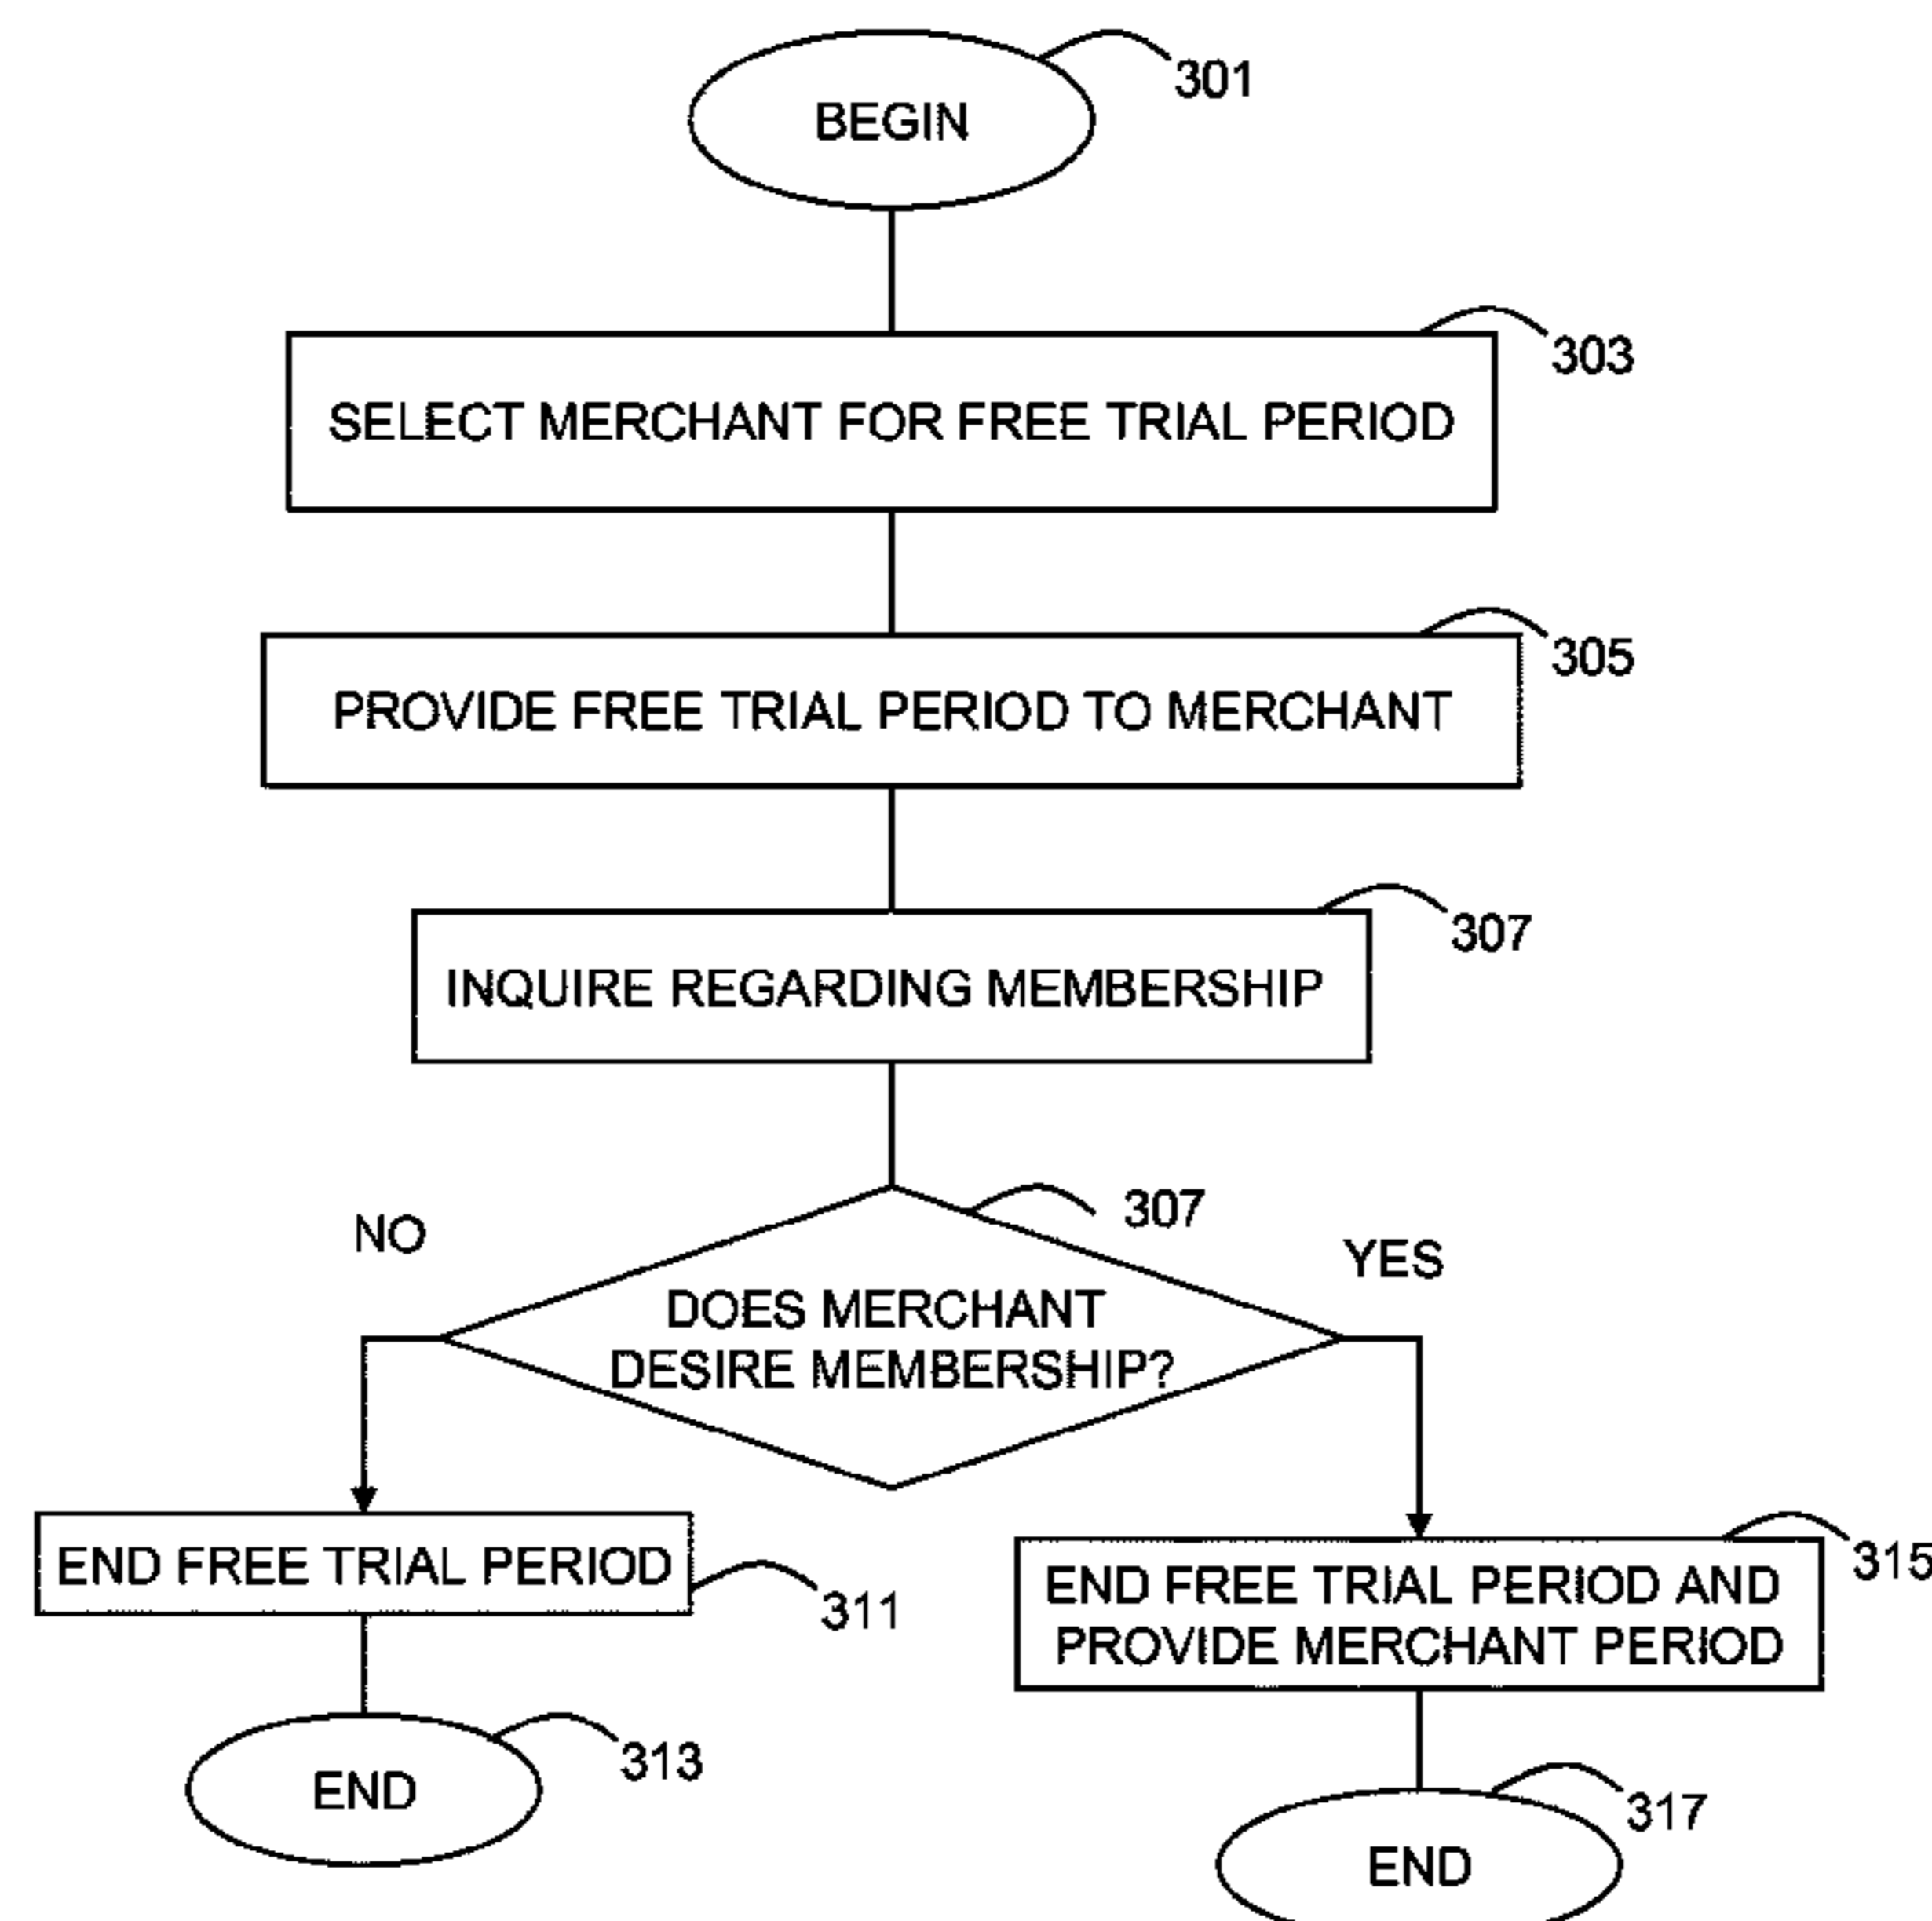 BEGIN
301
SELECT MERCHANT FOR FREE TRIAL PERIOD
303
PROVIDE FREE TRIAL PERIOD TO MERCHANT
305
INQUIRE REGARDING MEMBERSHIP
307
DOES MERCHANT
DESIRE MEMBERSHIP?
307
NO
YES
END FREE TRIAL PERIOD
311
END
313
END FREE TRIAL PERIOD AND
PROVIDE MERCHANT PERIOD
315
END
317